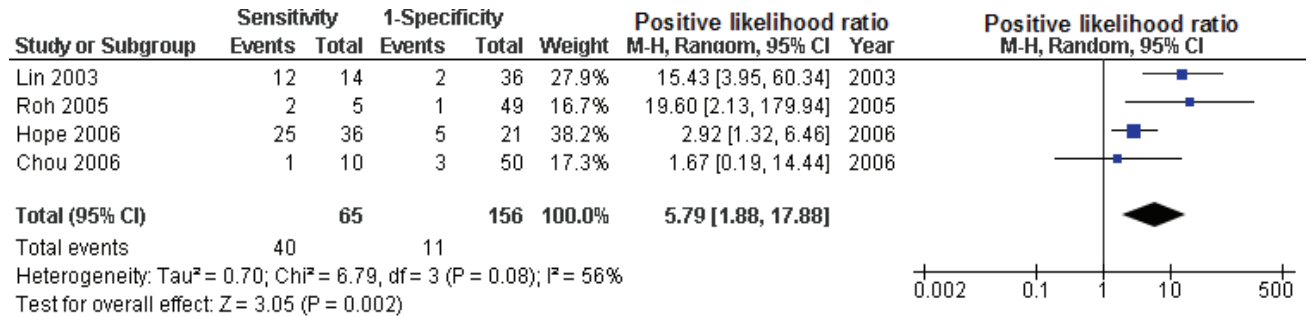 Sensitivity 1-Specificity Positive likelihood ratio Positive likelihood ratio
Study or Subgroup Events Total Events Total Weight M-H, Random, 95% CI Year M-H, Random, 95% CI
Lin 2003 12 14 2 36 27.9% 15.43 [3.95, 60.34] 2003
Roh 2005 2 5 1 49 16.7% 19.60 [2.13, 179.94] 2005
Hope 2006 25 36 5 21 38.2% 2.92 [1.32, 6.46] 2006
Chou 2006 1 10 3 50 17.3% 1.67 [0.19, 14.44] 2006
Total (95% CI) 65 156 100.0% 5.79 [1.88, 17.88]
Total events 40 11
Heterogeneity: Tau² = 0.70; Chi² = 6.79, df = 3 (P = 0.08); I² = 56%
Test for overall effect: Z = 3.05 (P = 0.002)
0.002 0.1 1 10 500